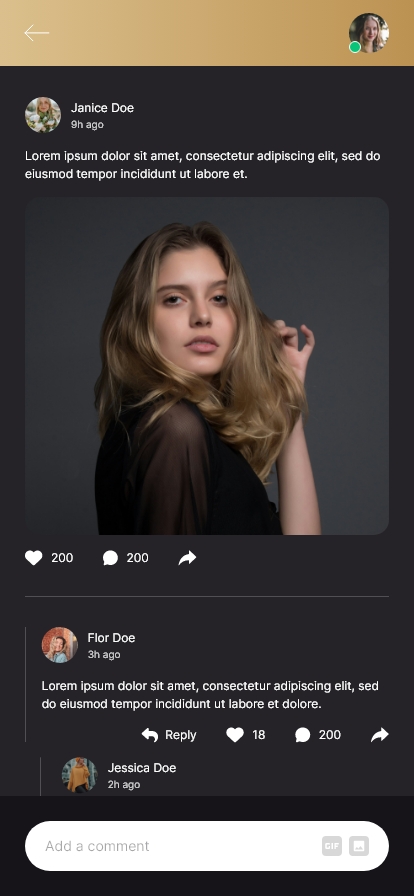 Janice Doe
9h ago
Lorem ipsum dolor sit amet, consectetur adipiscing elit, sed do
eiusmod tempor incididunt ut labore et.
200 200
Flor Doe
3h ago
Lorem ipsum dolor sit amet, consectetur adipiscing elit, sed
do eiusmod tempor incididunt ut labore et dolore.
Reply 18 200
Jessica Doe
2h ago
Add a comment GIF